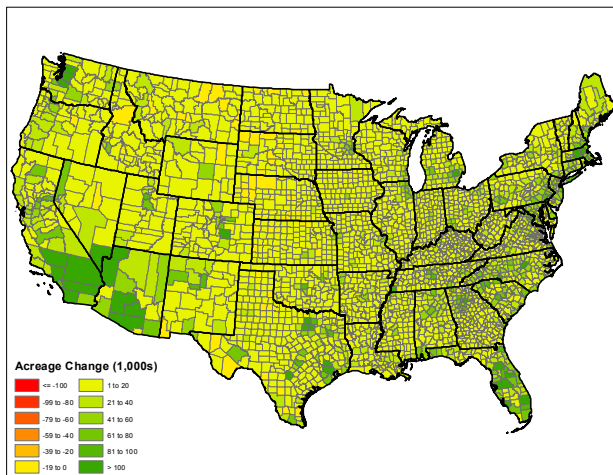 Acreage Change (1,000s)
<= -100
-99 to -80
-79 to -60
-59 to -40
-39 to -20
-19 to 0
1 to 20
21 to 40
41 to 60
61 to 80
81 to 100
> 100